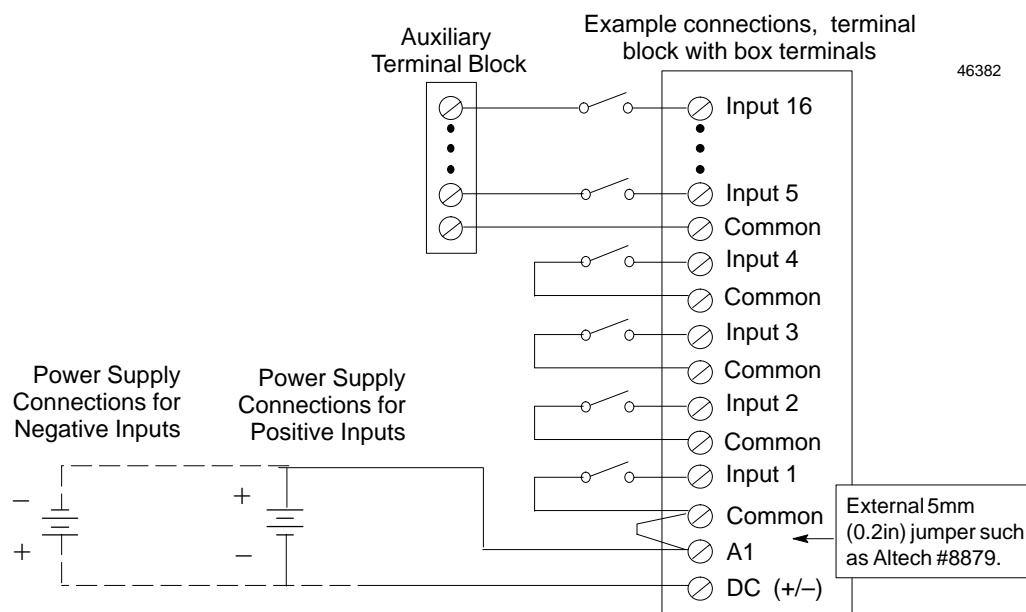 Example connections, terminal
block with box terminals
Auxiliary
Terminal Block
46382
Input 16
Input 5
Common
Input 4
Common
Input 3
Common
Input 2
Common
Input 1
Common
A1
DC (+/–)
Power Supply
Connections for
Negative Inputs
Power Supply
Connections for
Positive Inputs
–
+
+
–
External 5mm
(0.2in) jumper such
as Altech #8879.